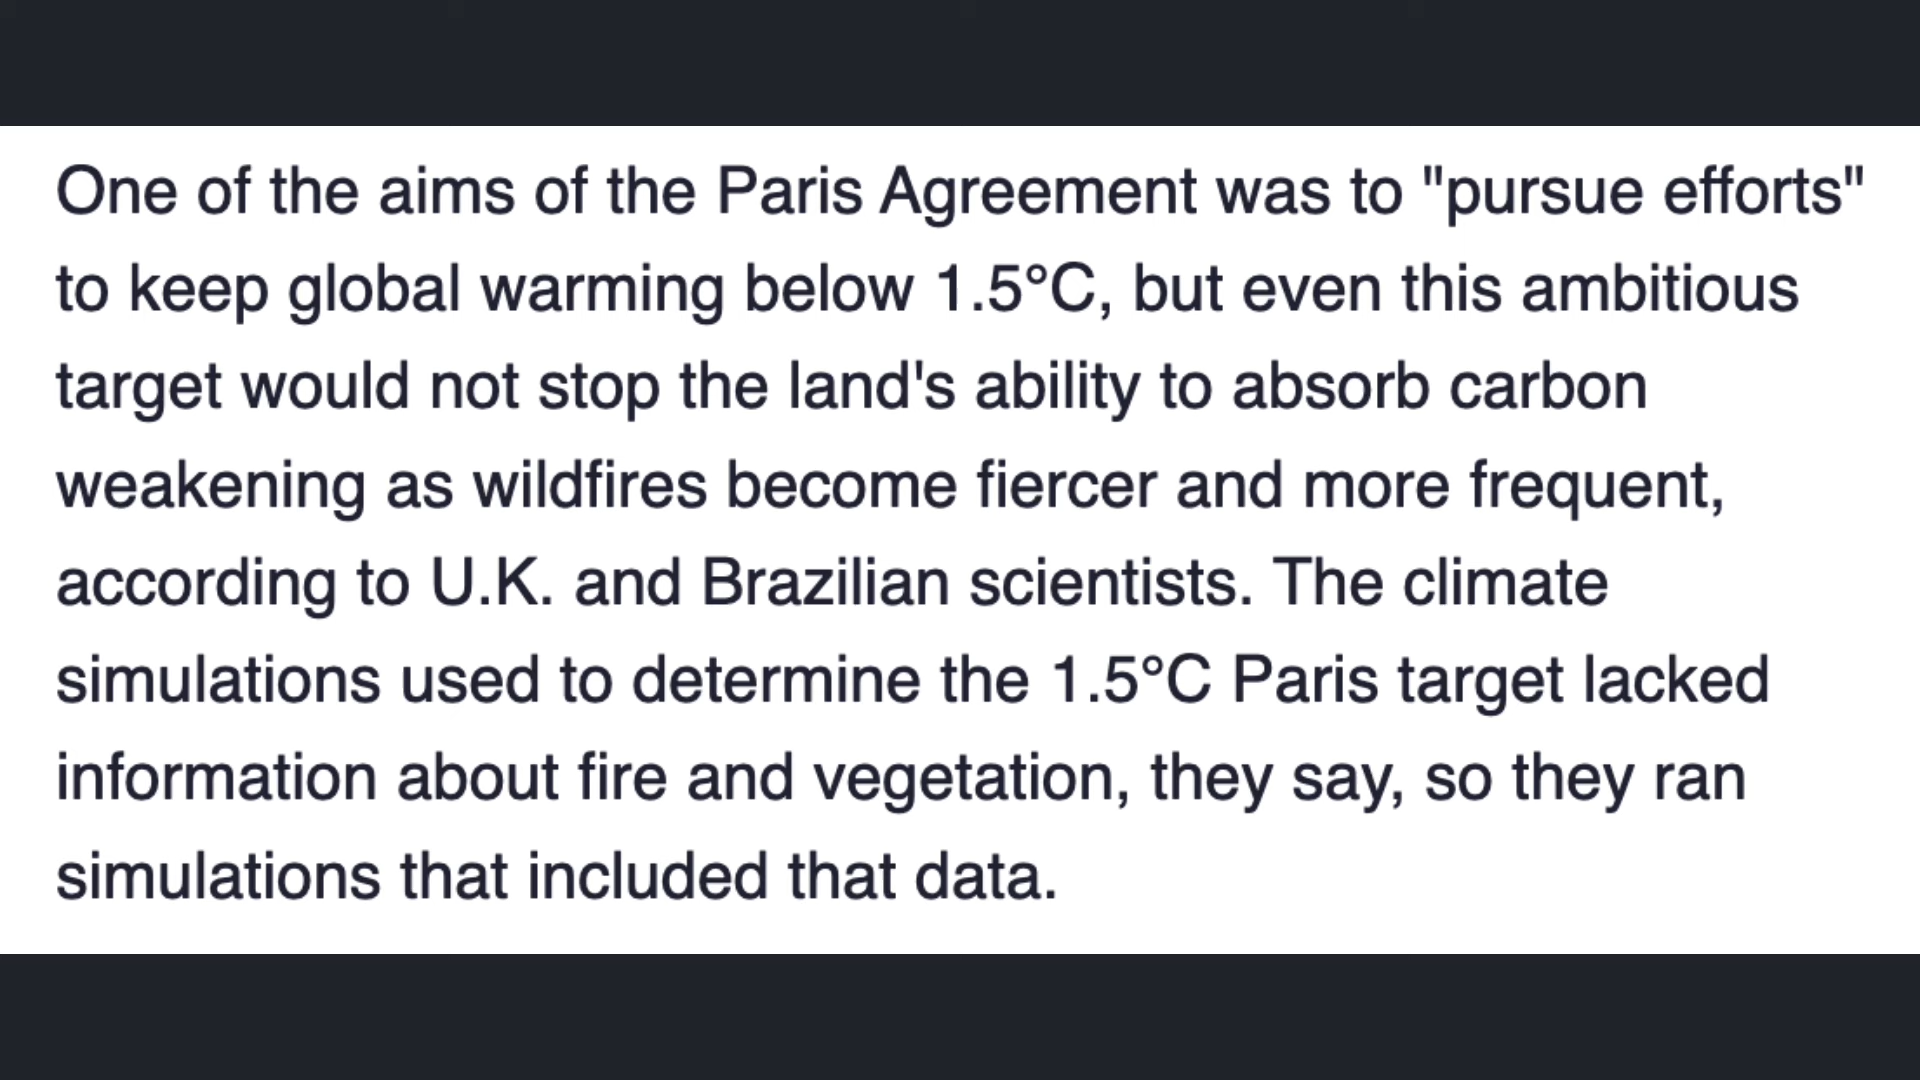 One of the aims of the Paris Agreement was to "pursue efforts"
to keep global warming below 1.5°C, but even this ambitious
target would not stop the land's ability to absorb carbon
weakening as wildfires become fiercer and more frequent,
according to U.K. and Brazilian scientists. The climate
simulations used to determine the 1.5°C Paris target lacked
information about fire and vegetation, they say, so they ran
simulations that included that data.